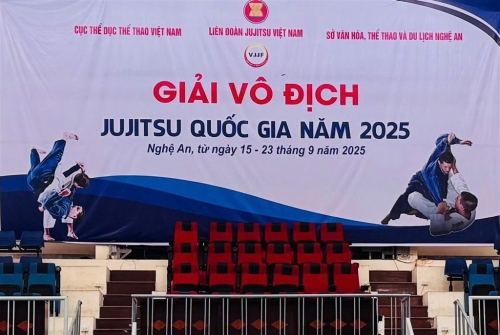 CỤC THỂ DỤC THỂ THAO VIỆT NAM LIÊN ĐOÀN JUJITSU VIỆT NAM SỞ VĂN HÓA, THỂ THAO VÀ DU LỊCH NGHỆ AN
VJJF
GIẢI VÔ ĐỊCH
JUJITSU QUỐC GIA NĂM 2025
Nghệ An, từ ngày 15 - 23 tháng 9 năm 2025